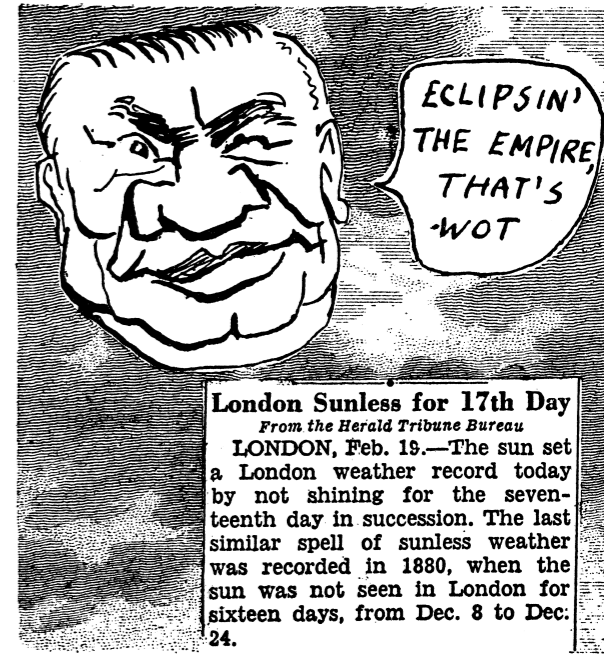 ECLIPSIN'
THE EMPIRE,
THAT'S
WOT
London Sunless for 17th Day
From the Herald Tribune Bureau
LONDON, Feb. 19.—The sun set
a London weather record today
by not shining for the seven-
teenth day in succession. The last
similar spell of sunless weather
was recorded in 1880, when the
sun was not seen in London for
sixteen days, from Dec. 8 to Dec.
24.